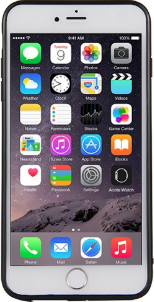 9:41 AM 100%
Messages Calendar Photos Camera
Weather Clock Maps Videos
Notes Reminders Stocks Game Center
Newsstand iTunes Store App Store iBooks
Health Passbook Settings Apple Watch
Phone Mail Safari Music